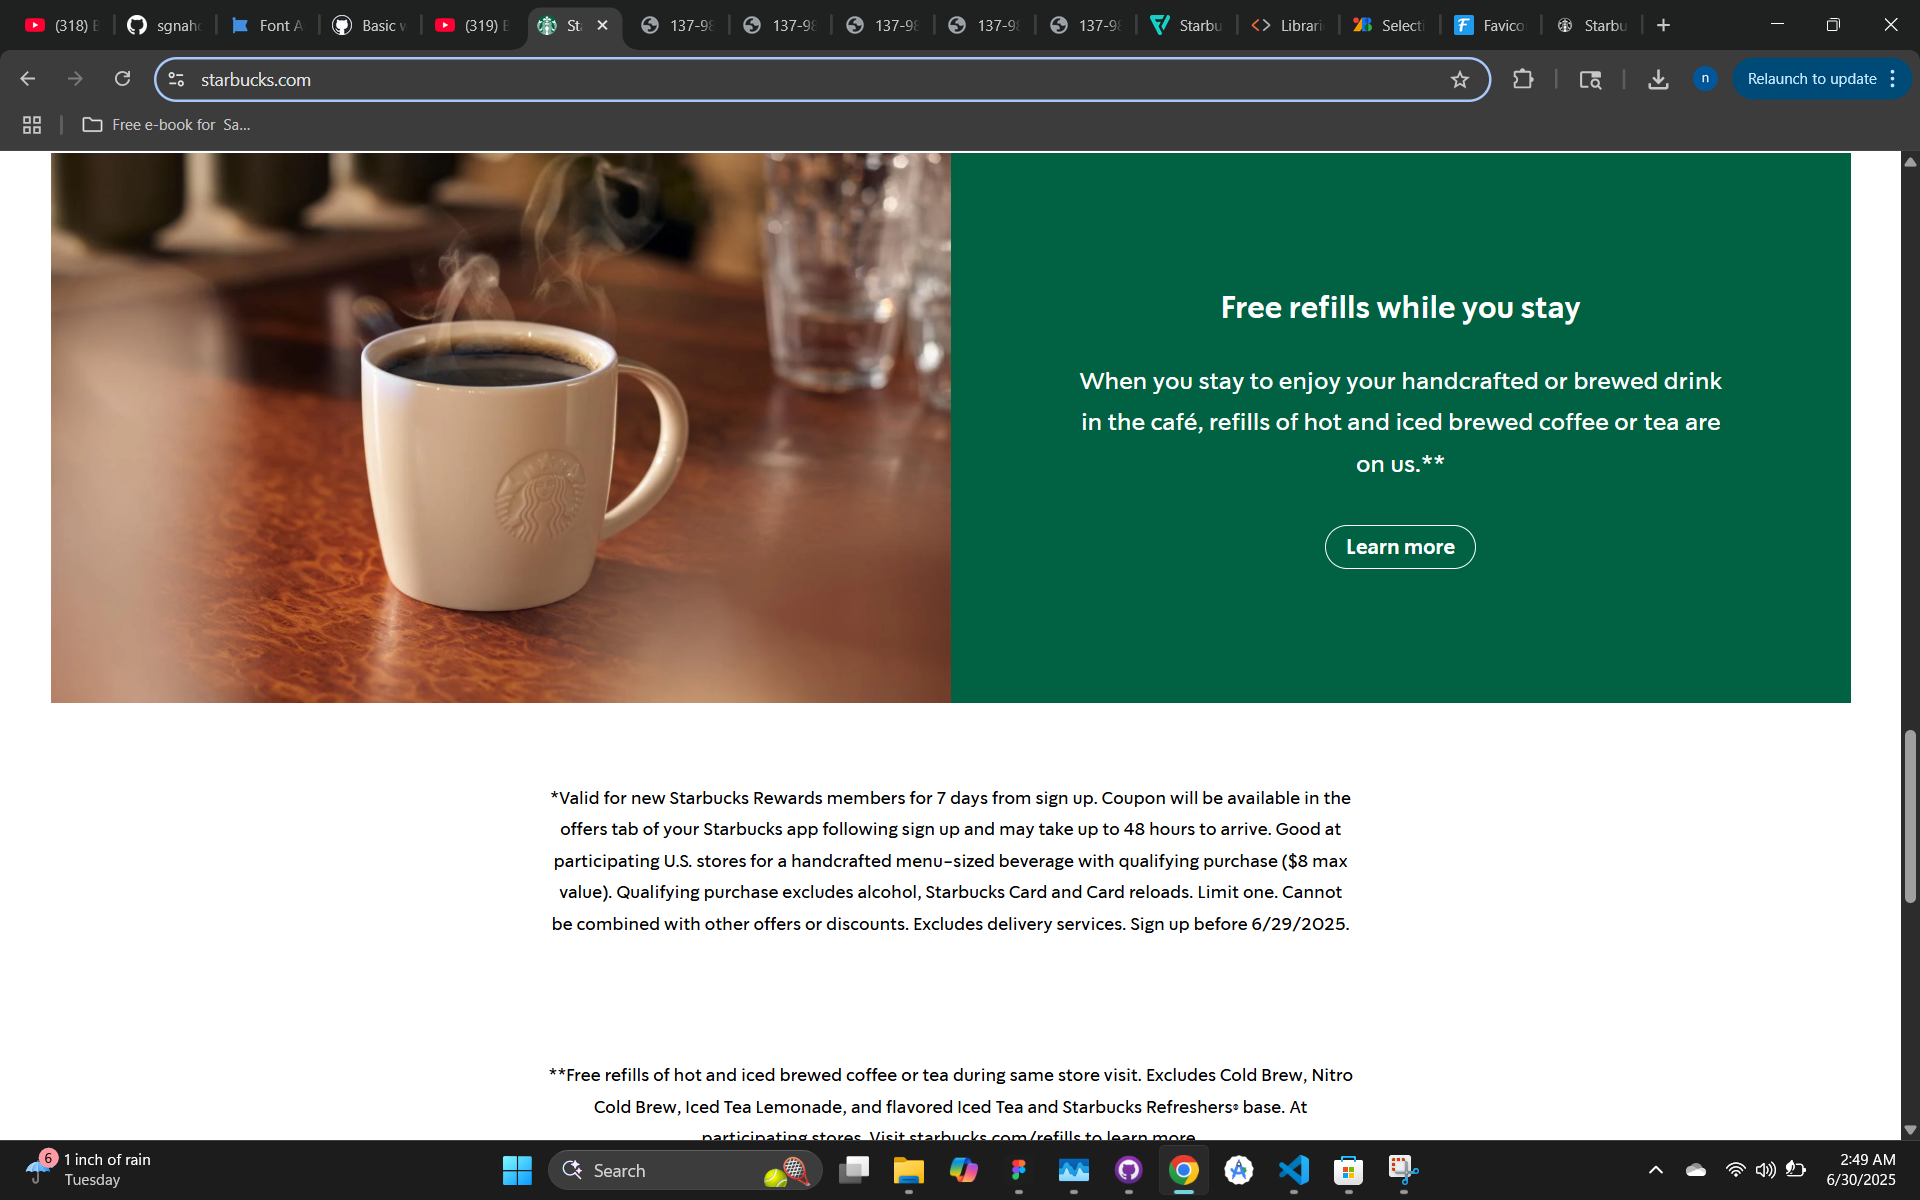 (318) B
sgnaho
Font A
Basic w
(319) B
Sta
137-98
137-98
137-98
137-98
137-98
Starbu
Librari
Selecti
Favico
Starbu
starbucks.com
n
Relaunch to update
Free e-book for Sa...
Free refills while you stay
When you stay to enjoy your handcrafted or brewed drink
in the café, refills of hot and iced brewed coffee or tea are
on us.**
Learn more
*Valid for new Starbucks Rewards members for 7 days from sign up. Coupon will be available in the
offers tab of your Starbucks app following sign up and may take up to 48 hours to arrive. Good at
participating U.S. stores for a handcrafted menu-sized beverage with qualifying purchase ($8 max
value). Qualifying purchase excludes alcohol, Starbucks Card and Card reloads. Limit one. Cannot
be combined with other offers or discounts. Excludes delivery services. Sign up before 6/29/2025.
**Free refills of hot and iced brewed coffee or tea during same store visit. Excludes Cold Brew, Nitro
Cold Brew, Iced Tea Lemonade, and flavored Iced Tea and Starbucks Refreshers® base. At
participating stores. Visit starbucks.com/refills to learn more.
6
1 inch of rain
Tuesday
Search
2:49 AM
6/30/2025